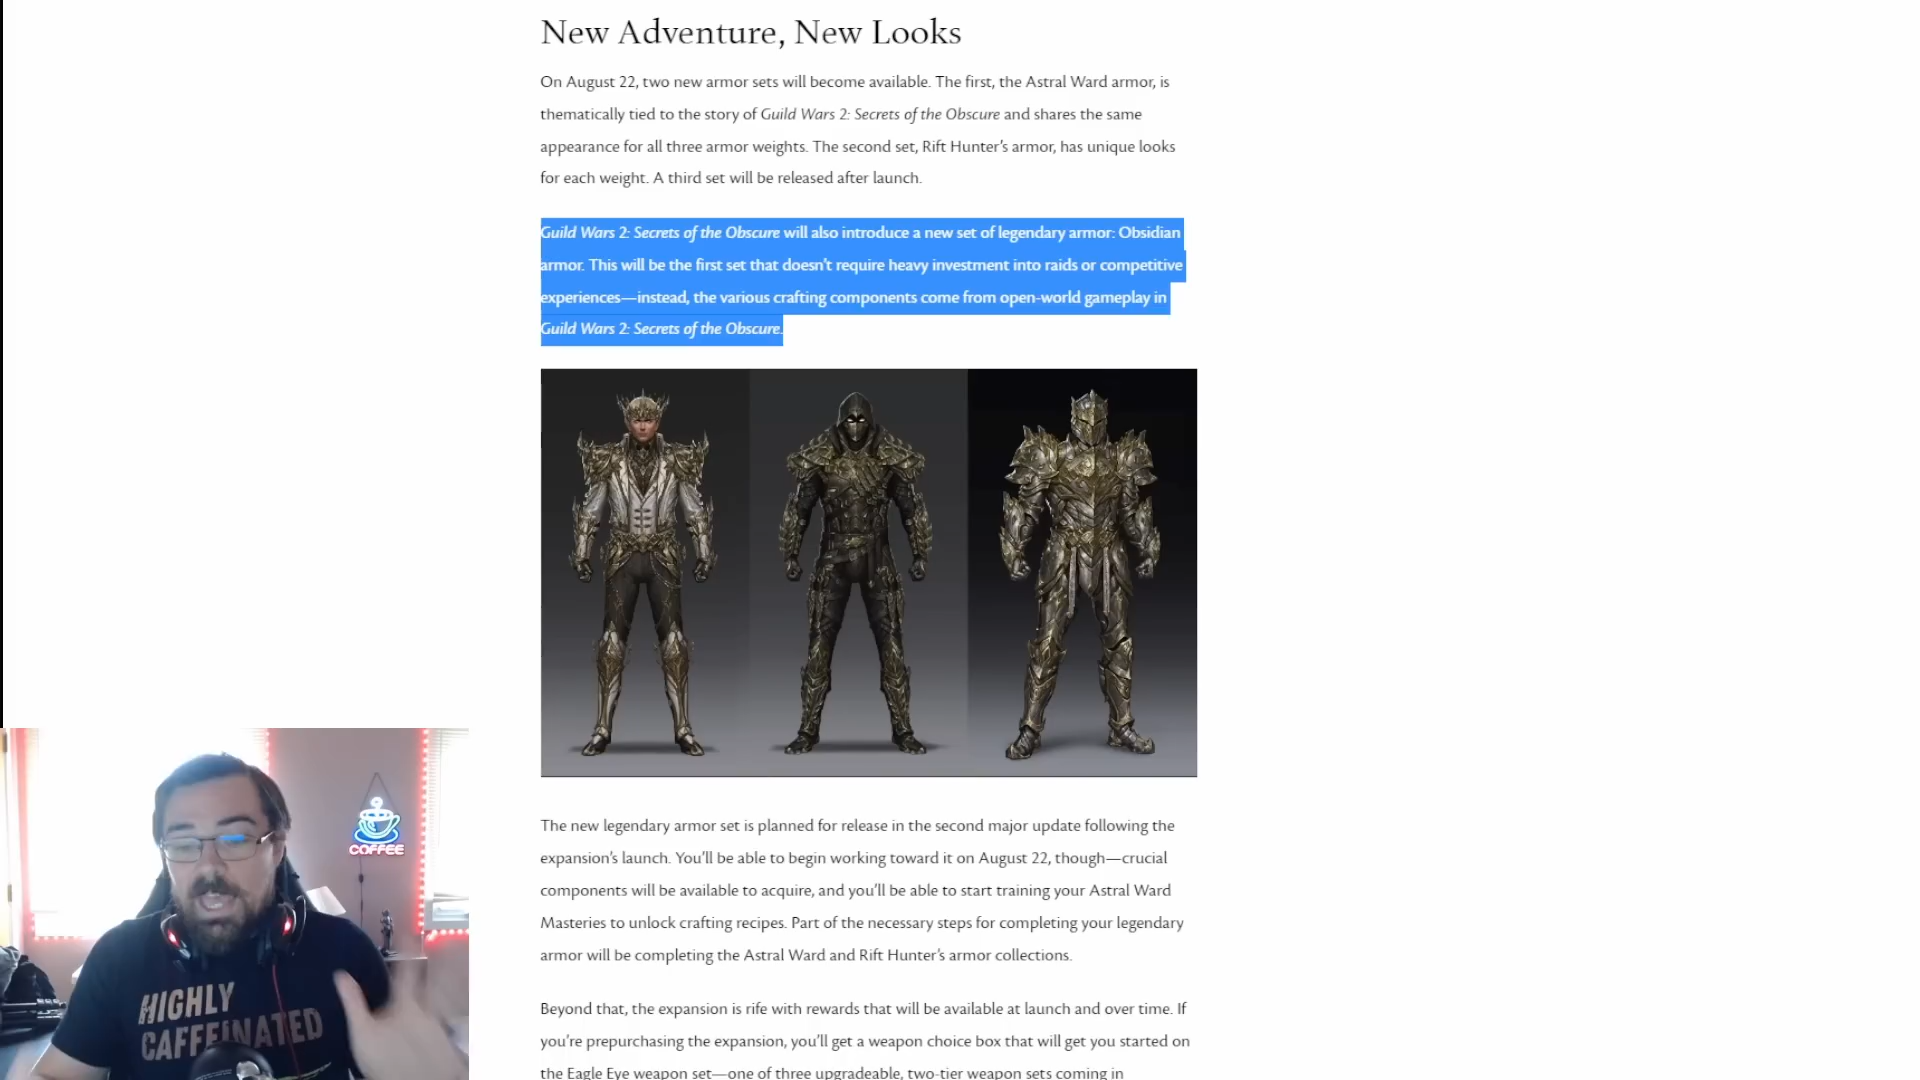 New Adventure, New Looks
On August 22, two new armor sets will become available. The first, the Astral Ward armor, is
thematically tied to the story of Guild Wars 2: Secrets of the Obscure and shares the same
appearance for all three armor weights. The second set, Rift Hunter's armor, has unique looks
for each weight. A third set will be released after launch.
Guild Wars 2: Secrets of the Obscure will also introduce a new set of legendary armor: Obsidian
armor. This will be the first set that doesn't require heavy investment into raids or competitive
experiences—instead, the various crafting components come from open-world gameplay in
Guild Wars 2: Secrets of the Obscure.
The new legendary armor set is planned for release in the second major update following the
expansion's launch. You'll be able to begin working toward it on August 22, though—crucial
components will be available to acquire, and you'll be able to start training your Astral Ward
Masteries to unlock crafting recipes. Part of the necessary steps for completing your legendary
armor will be completing the Astral Ward and Rift Hunter's armor collections.
Beyond that, the expansion is rife with rewards that will be available at launch and over time. If
you're prepurchasing the expansion, you'll get a weapon choice box that will get you started on
the Eagle Eye weapon set—one of three upgradeable, two-tier weapon sets coming in
COFFEE
HIGHLY
CAFFEINATED